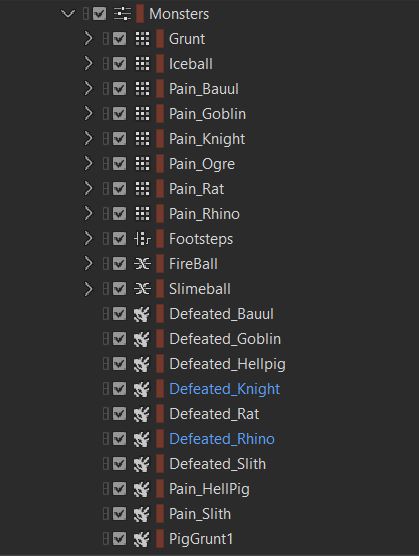 Monsters
Grunt
Iceball
Pain_Bauul
Pain_Goblin
Pain_Knight
Pain_Ogre
Pain_Rat
Pain_Rhino
Footsteps
FireBall
Slimeball
Defeated_Bauul
Defeated_Goblin
Defeated_Hellpig
Defeated_Knight
Defeated_Rat
Defeated_Rhino
Defeated_Slith
Pain_HellPig
Pain_Slith
PigGrunt1